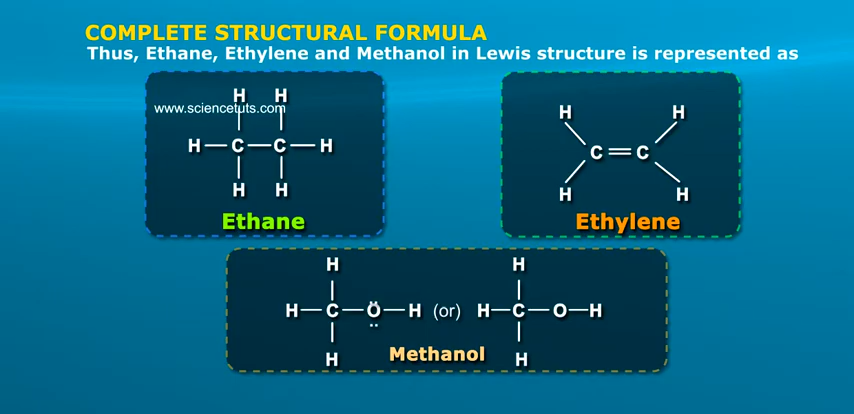 COMPLETE STRUCTURAL FORMULA
Thus, Ethane, Ethylene and Methanol in Lewis structure is represented as
H H
www.sciencetuts.com
H — C — C — H
H H
Ethane
H H
C = C
H H
Ethylene
H H
H — C — O — H (or) H — C — O — H
H H
Methanol